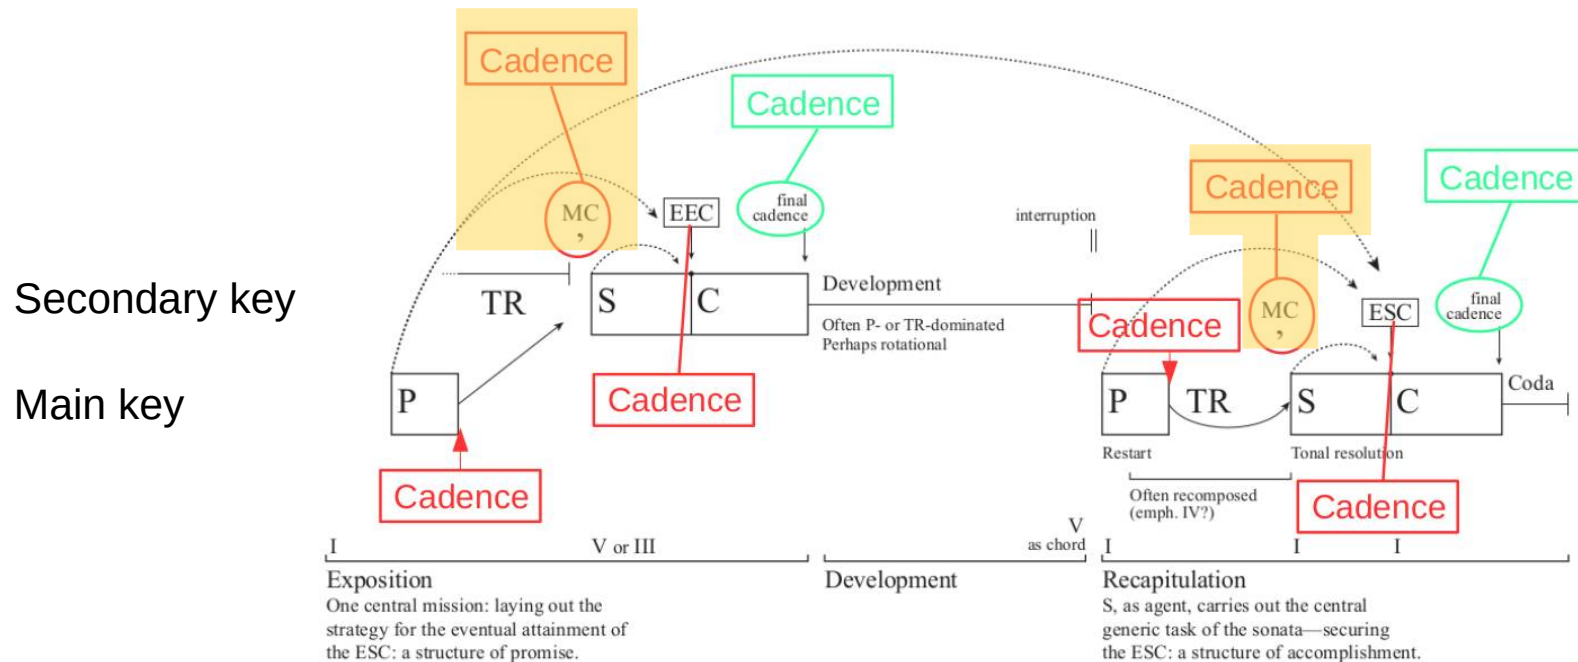 Cadence
Cadence
Cadence
Cadence
MC
,
EEC
final
cadence
interruption
Secondary key
TR
S
C
Development
Often P- or TR-dominated
Perhaps rotational
Cadence
MC
,
ESC
final
cadence
Main key
P
Cadence
P
TR
S
C
Coda
Restart
Tonal resolution
Often recomposed
(emph. IV?)
Cadence
Cadence
I
V or III
V
as chord
I
I
I
Exposition
One central mission: laying out the
strategy for the eventual attainment of
the ESC: a structure of promise.
Development
Recapitulation
S, as agent, carries out the central
generic task of the sonata—securing
the ESC: a structure of accomplishment.